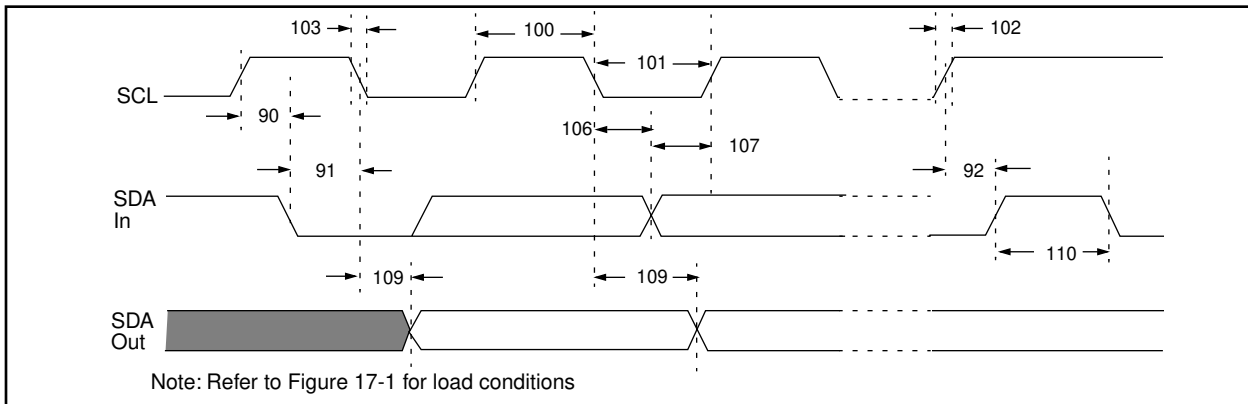 103
100
102
101
SCL
90
106
107
91
92
SDA
In
110
109
109
SDA
Out
Note: Refer to Figure 17-1 for load conditions